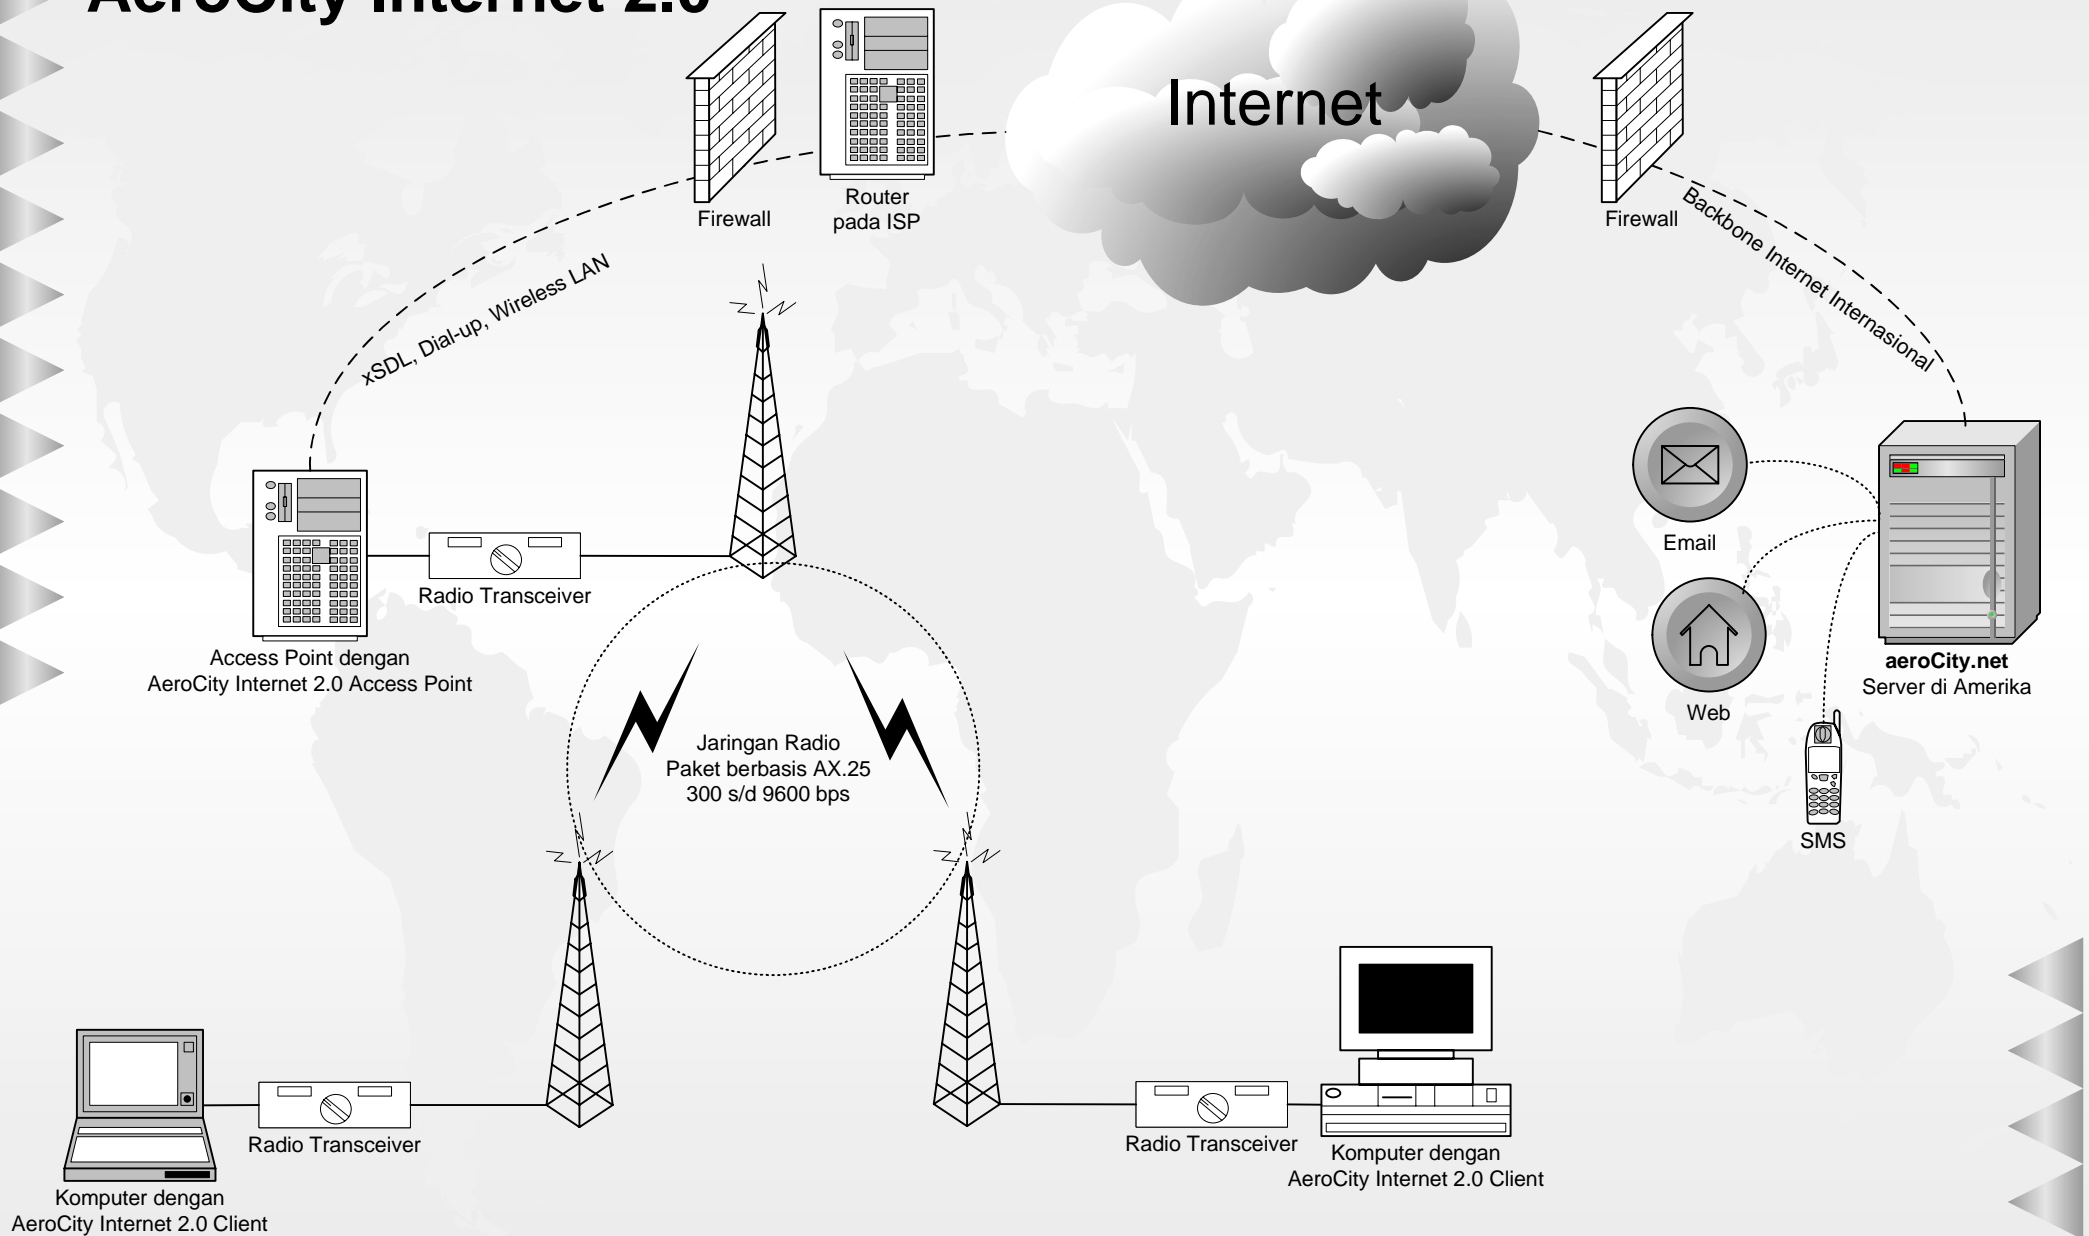 AeroCity Internet 2.0
Internet
Firewall
Router
pada ISP
Firewall
xSDL, Dial-up, Wireless LAN
Backbone Internet Internasional
Radio Transceiver
Access Point dengan
AeroCity Internet 2.0 Access Point
Email
Web
SMS
aeroCity.net
Server di Amerika
Jaringan Radio
Paket berbasis AX.25
300 s/d 9600 bps
Radio Transceiver
Komputer dengan
AeroCity Internet 2.0 Client
Radio Transceiver
Komputer dengan
AeroCity Internet 2.0 Client